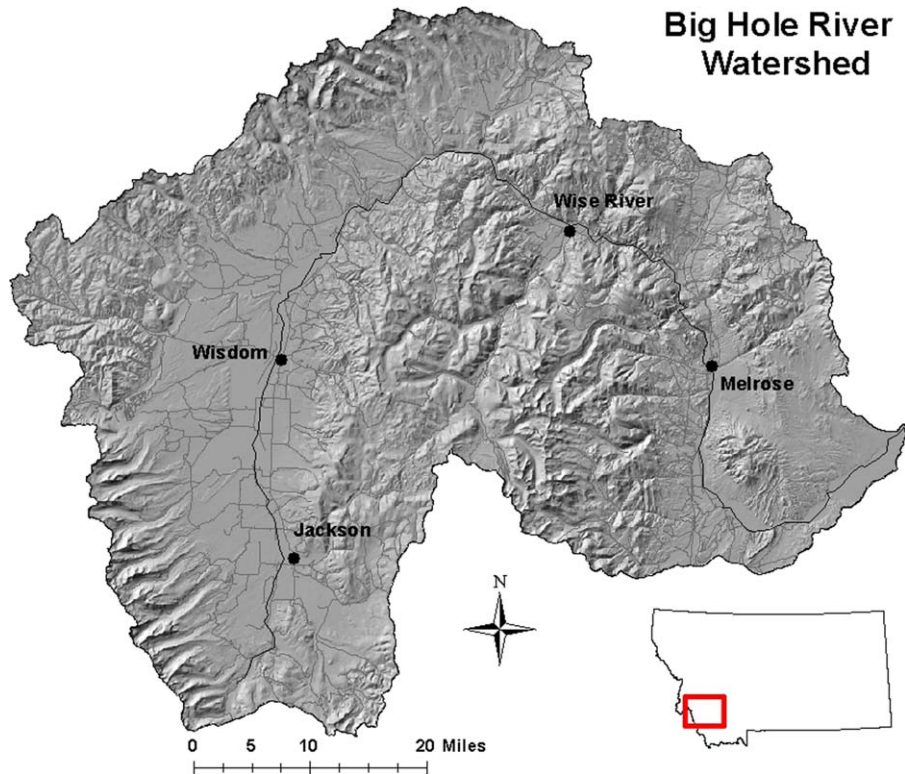 Big Hole River
Watershed
Wise River
Wisdom
Melrose
Jackson
N
0 5 10 20 Miles